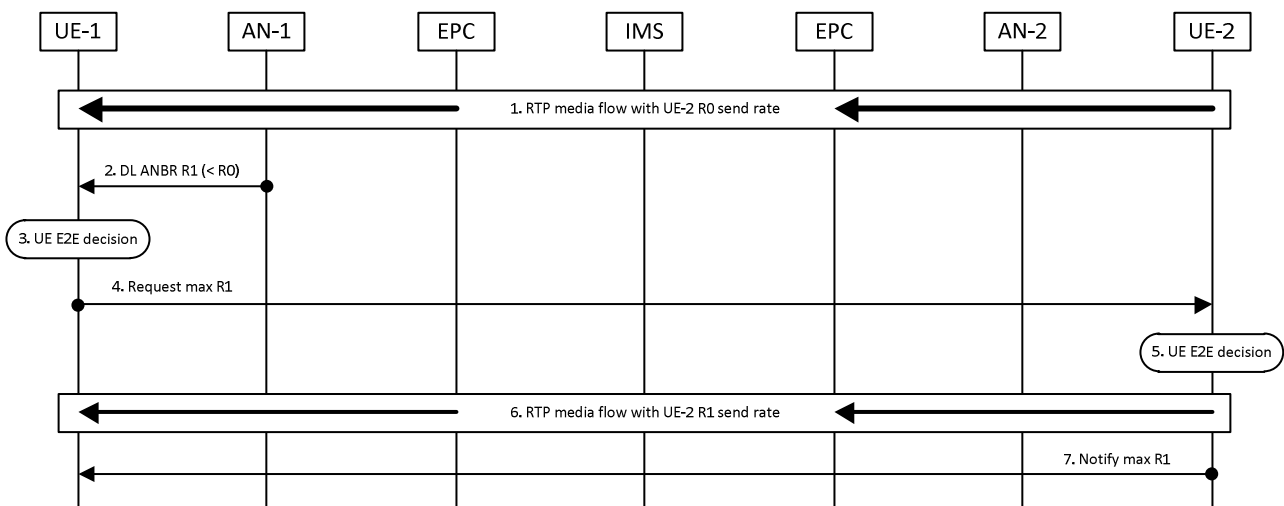 UE-1
AN-1
EPC
IMS
EPC
AN-2
UE-2
1. RTP media flow with UE-2 R0 send rate
2. DL ANBR R1 (< R0)
3. UE E2E decision
4. Request max R1
5. UE E2E decision
6. RTP media flow with UE-2 R1 send rate
7. Notify max R1